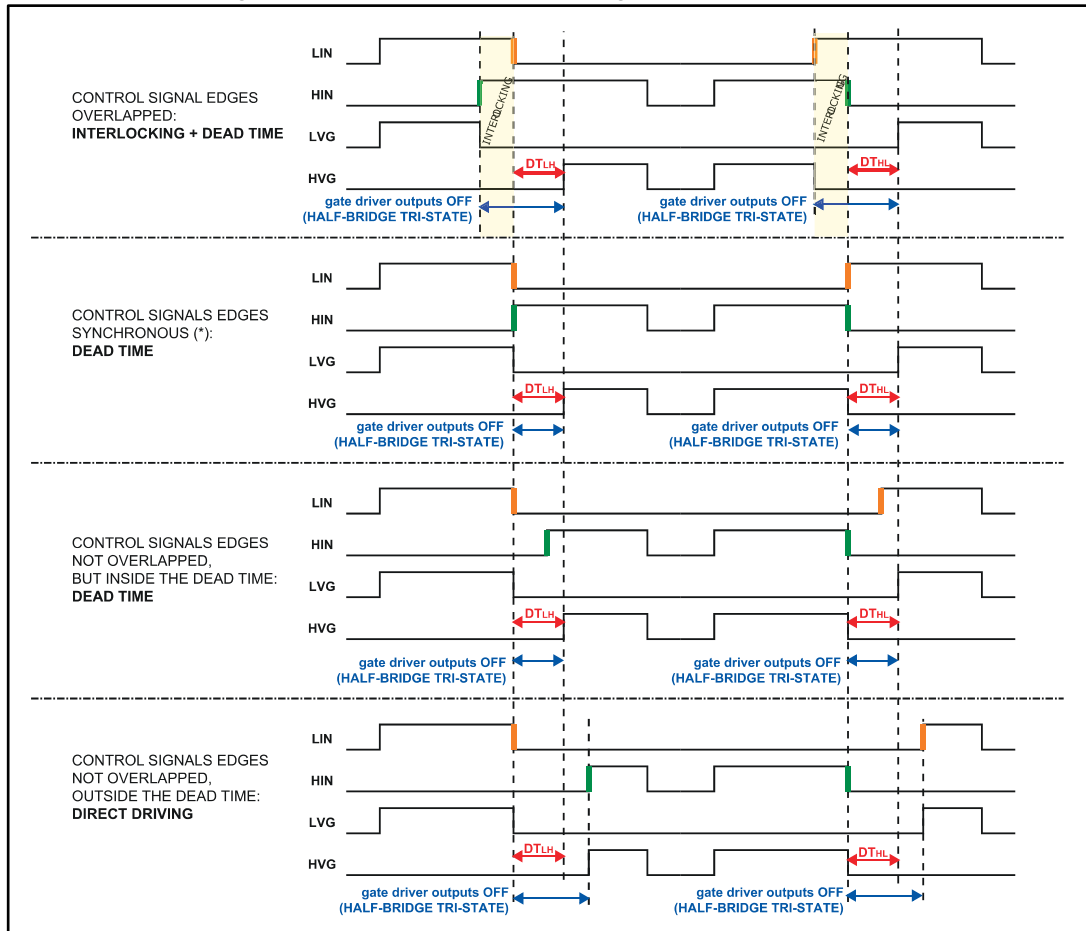 LIN
HIN
LVG
HVG
CONTROL SIGNAL EDGES
OVERLAPPED:
INTERLOCKING + DEAD TIME
INTERLOCKING
INTERLOCKING
DTLH
DTHL
gate driver outputs OFF
(HALF-BRIDGE TRI-STATE)
gate driver outputs OFF
(HALF-BRIDGE TRI-STATE)
LIN
HIN
LVG
HVG
CONTROL SIGNALS EDGES
SYNCHRONOUS (*):
DEAD TIME
DTLH
DTHL
gate driver outputs OFF
(HALF-BRIDGE TRI-STATE)
gate driver outputs OFF
(HALF-BRIDGE TRI-STATE)
LIN
HIN
LVG
HVG
CONTROL SIGNALS EDGES
NOT OVERLAPPED,
BUT INSIDE THE DEAD TIME:
DEAD TIME
DTLH
DTHL
gate driver outputs OFF
(HALF-BRIDGE TRI-STATE)
gate driver outputs OFF
(HALF-BRIDGE TRI-STATE)
LIN
HIN
LVG
HVG
CONTROL SIGNALS EDGES
NOT OVERLAPPED,
OUTSIDE THE DEAD TIME:
DIRECT DRIVING
DTLH
DTHL
gate driver outputs OFF
(HALF-BRIDGE TRI-STATE)
gate driver outputs OFF
(HALF-BRIDGE TRI-STATE)